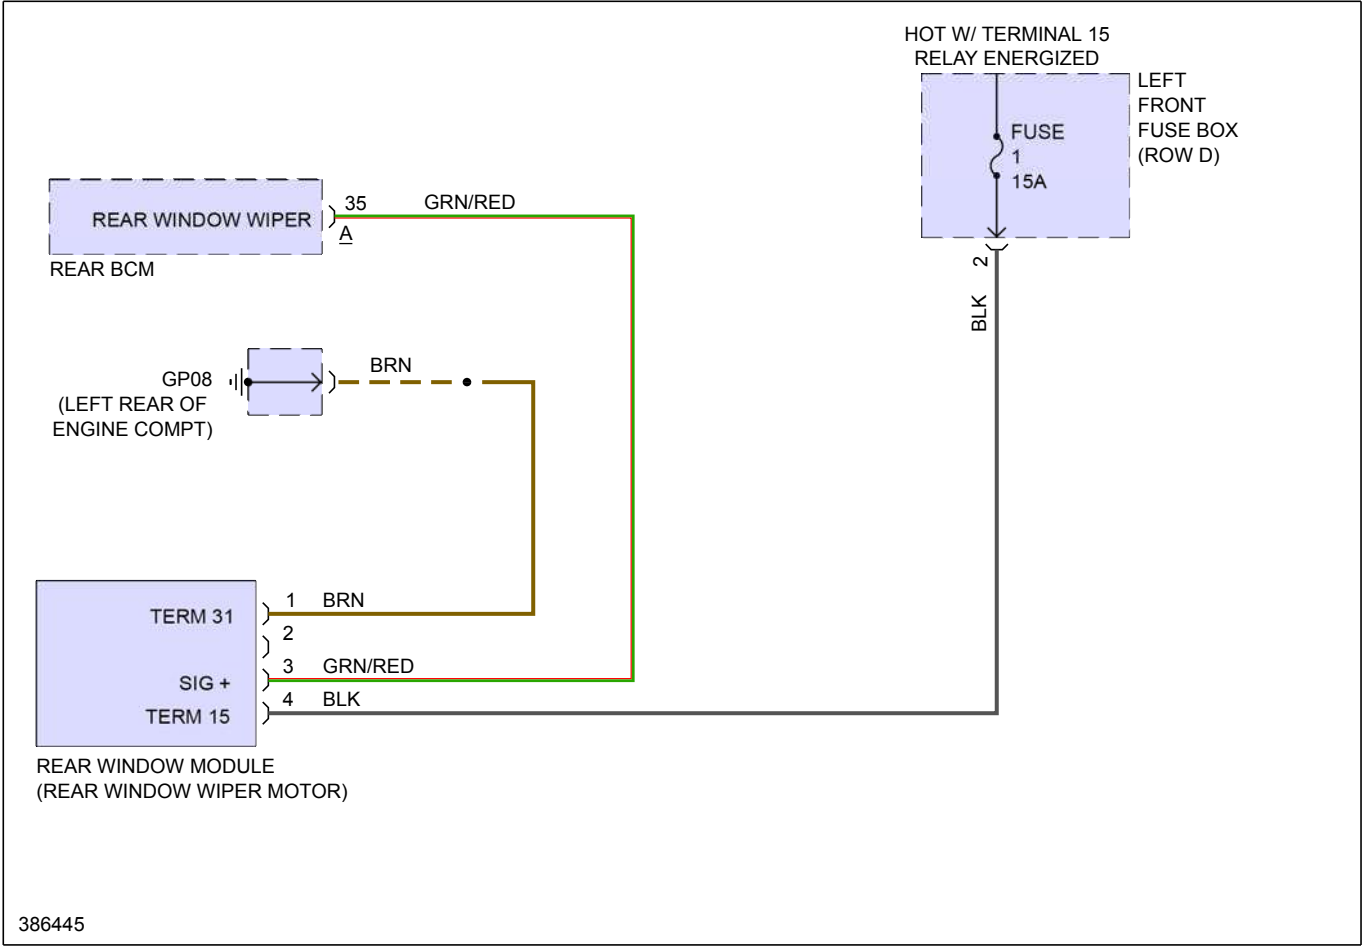 HOT W/ TERMINAL 15
RELAY ENERGIZED
LEFT
FRONT
FUSE BOX
(ROW D)
FUSE
1
15A
2
BLK
REAR WINDOW WIPER
35
A
GRN/RED
REAR BCM
GP08
(LEFT REAR OF
ENGINE COMPT)
BRN
TERM 31
1 BRN
2
SIG +
3 GRN/RED
TERM 15
4 BLK
REAR WINDOW MODULE
(REAR WINDOW WIPER MOTOR)
386445